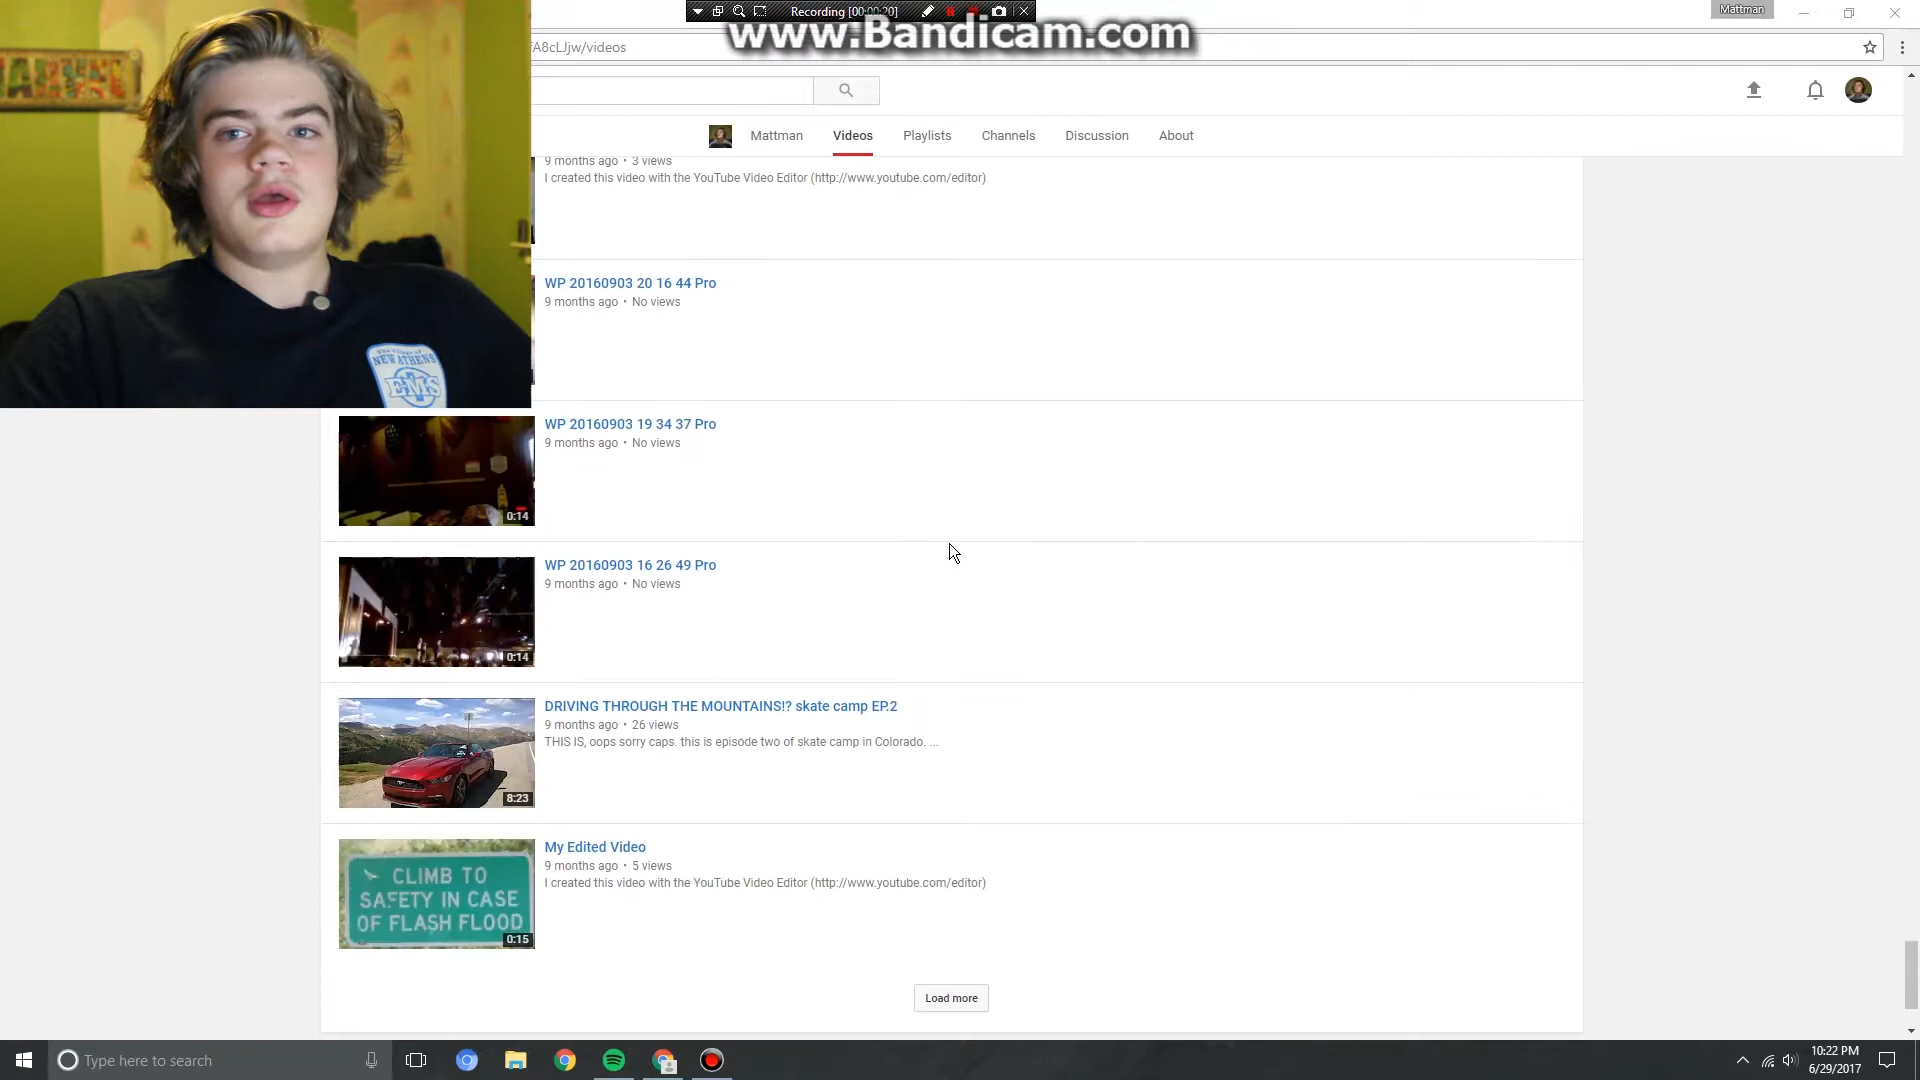 Recording [00:00:20]
Mattman
www.Bandicam.com
A8cLJjw/videos
MARVEL
Mattman
Videos
Playlists
Channels
Discussion
About
9 months ago • 3 views
I created this video with the YouTube Video Editor (http://www.youtube.com/editor)
WP 20160903 20 16 44 Pro
9 months ago • No views
The Village of
NEW ATHENS
EMS
WP 20160903 19 34 37 Pro
9 months ago • No views
0:14
WP 20160903 16 26 49 Pro
9 months ago • No views
0:14
DRIVING THROUGH THE MOUNTAINS!? skate camp EP.2
9 months ago • 26 views
THIS IS, oops sorry caps. this is episode two of skate camp in Colorado. ...
8:23
My Edited Video
9 months ago • 5 views
I created this video with the YouTube Video Editor (http://www.youtube.com/editor)
CLIMB TO
SAFETY IN CASE
OF FLASH FLOOD
0:15
Load more
Type here to search
10:22 PM
6/29/2017